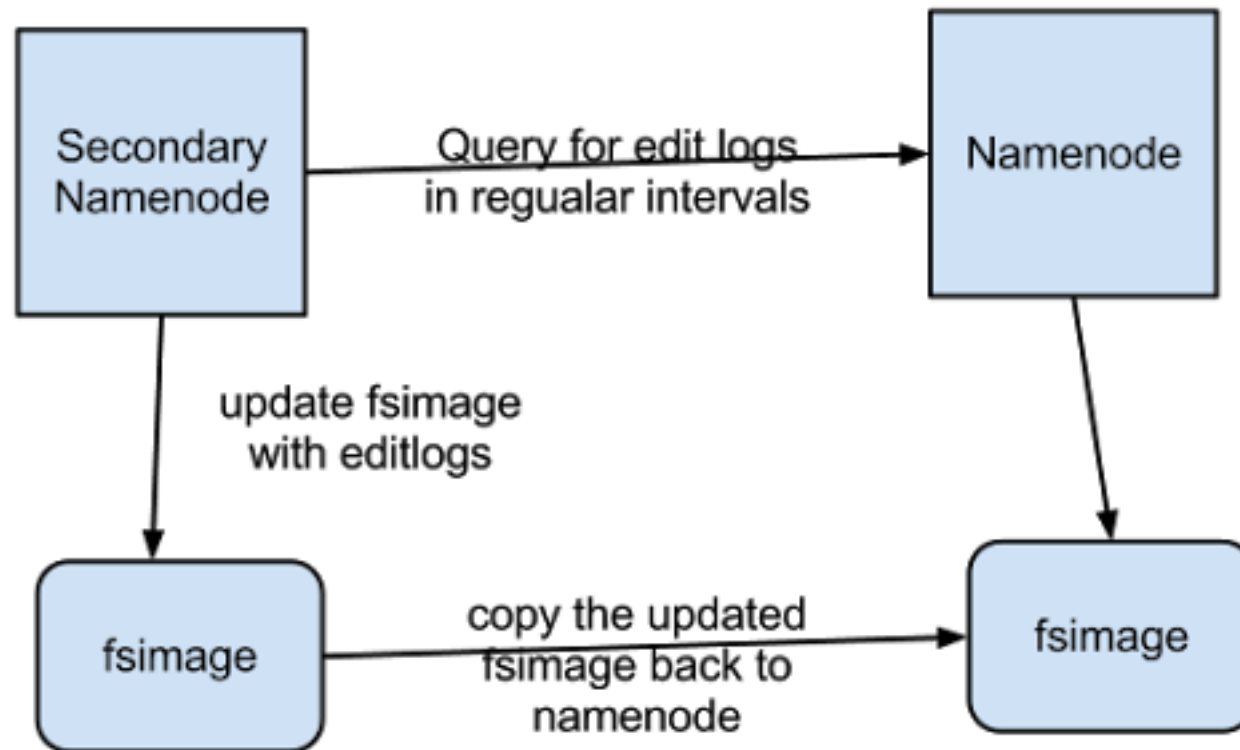 Secondary
Namenode
Query for edit logs
in regualar intervals
Namenode
update fsimage
with editlogs
fsimage
copy the updated
fsimage back to
namenode
fsimage